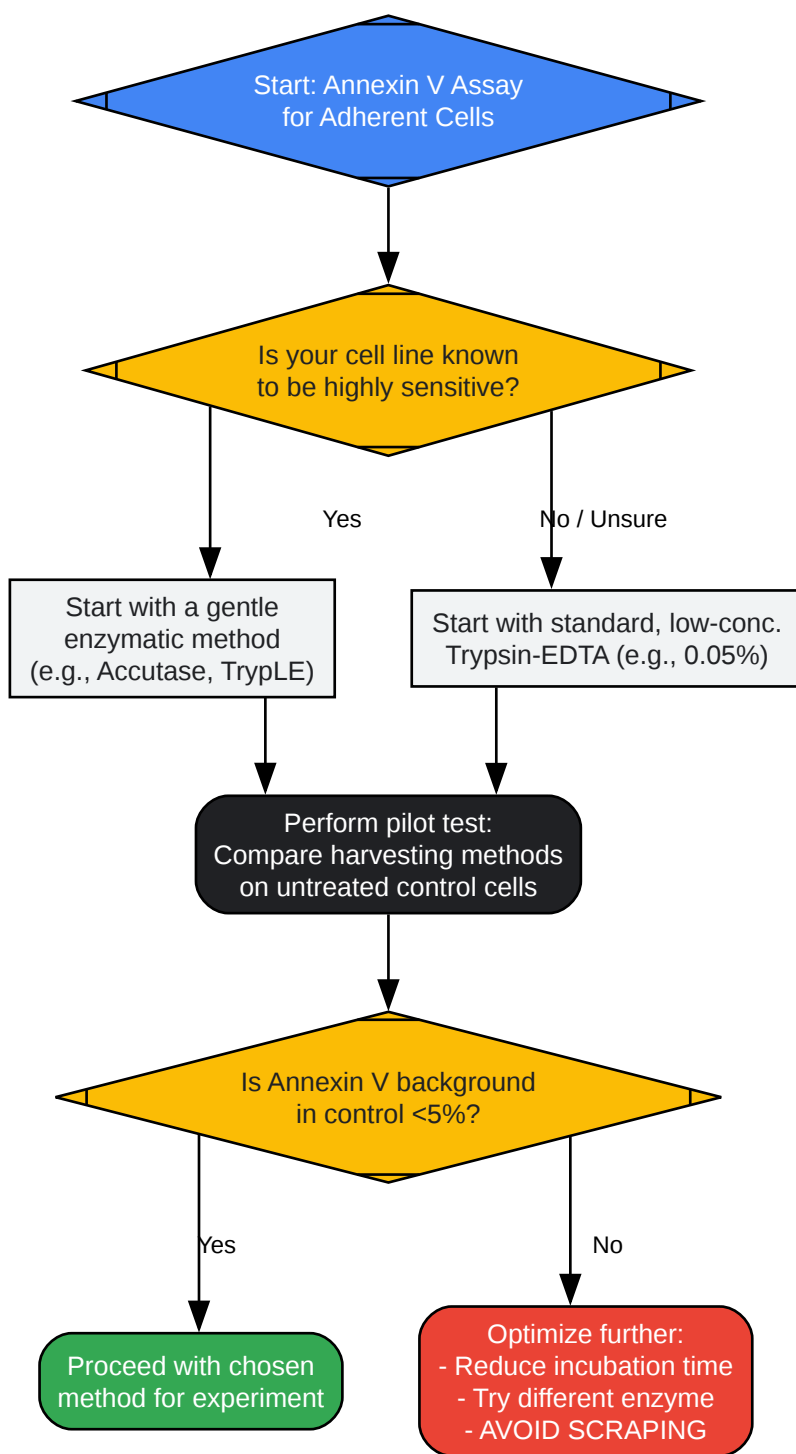 Start: Annexin V Assay
for Adherent Cells
Is your cell line known
to be highly sensitive?
Yes
No / Unsure
Start with a gentle
enzymatic method
(e.g., Accutase, TrypLE)
Start with standard, low-conc.
Trypsin-EDTA (e.g., 0.05%)
Perform pilot test:
Compare harvesting methods
on untreated control cells
Is Annexin V background
in control <5%?
Yes
No
Proceed with chosen
method for experiment
Optimize further:
- Reduce incubation time
- Try different enzyme
- AVOID SCRAPING